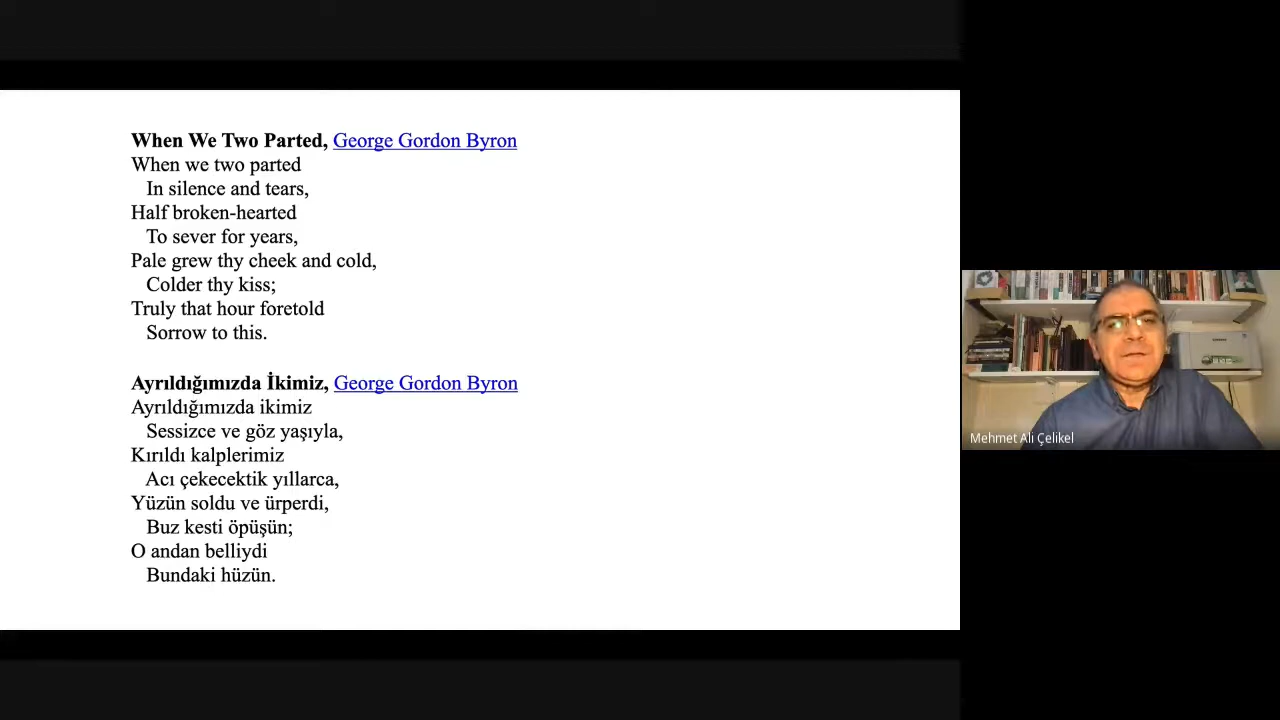 When We Two Parted, George Gordon Byron
When we two parted
In silence and tears,
Half broken-hearted
To sever for years,
Pale grew thy cheek and cold,
Colder thy kiss;
Truly that hour foretold
Sorrow to this.
Ayrıldığımızda İkimiz, George Gordon Byron
Ayrıldığımızda ikimiz
Sessizce ve göz yaşıyla,
Kırıldı kalplerimiz
Acı çekecektik yıllarca,
Yüzün soldu ve ürperdi,
Buz kesti öpüşün;
O andan belliydi
Bundaki hüzün.
Mehmet Ali Çelikel